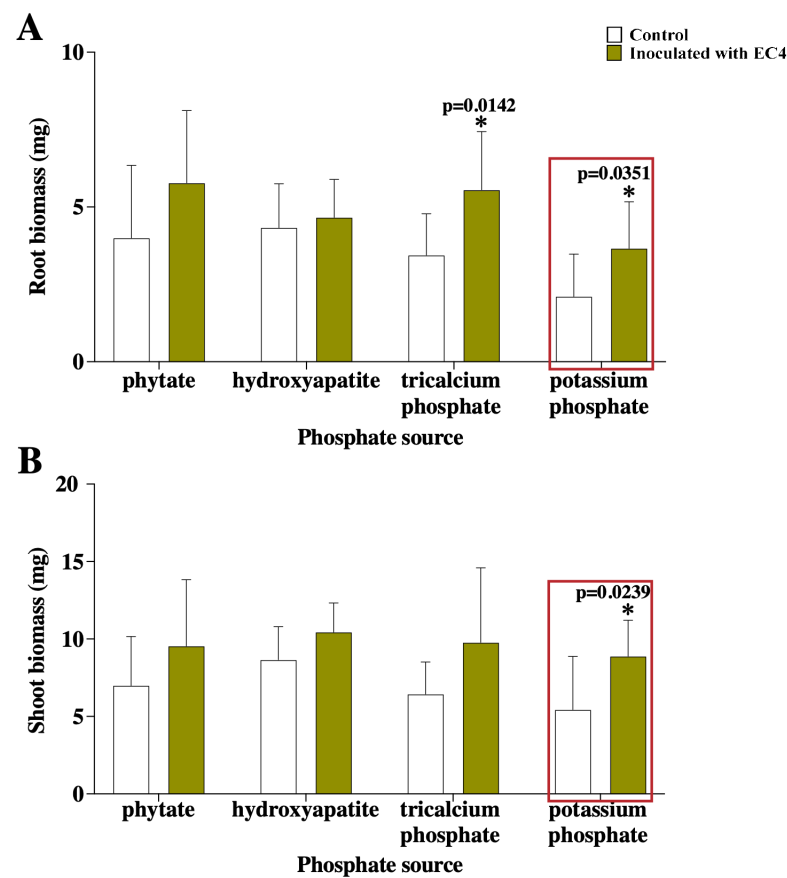 A
Control
Inoculated with EC4
10
5
0
Root biomass (mg)
p=0.0142
*
p=0.0351
*
phytate
hydroxyapatite
tricalcium
phosphate
potassium
phosphate
Phosphate source
B
20
15
10
5
0
Shoot biomass (mg)
p=0.0239
*
phytate
hydroxyapatite
tricalcium
phosphate
potassium
phosphate
Phosphate source